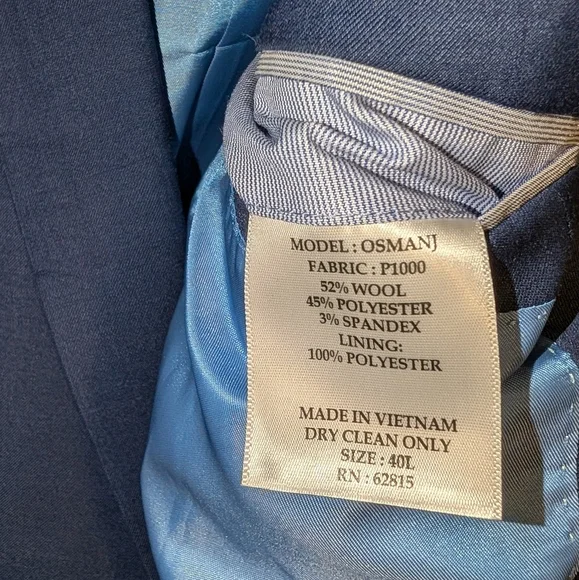 MODEL : OSMANJ
FABRIC : P1000
52% WOOL
45% POLYESTER
3% SPANDEX
LINING:
100% POLYESTER
MADE IN VIETNAM
DRY CLEAN ONLY
SIZE : 40L
RN : 62815